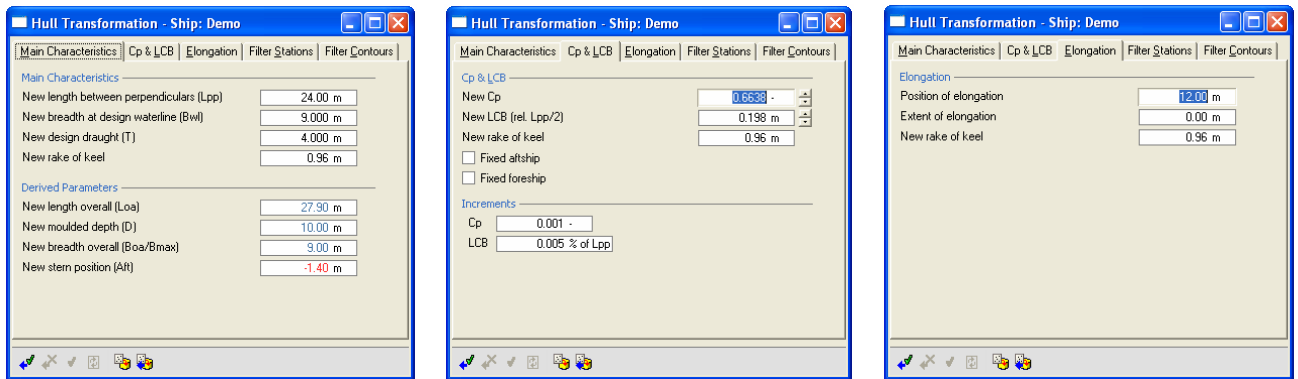 Hull Transformation - Ship: Demo
Main Characteristics Cp & LCB Elongation Filter Stations Filter Contours
Main Characteristics
New length between perpendiculars (Lpp) 24.00 m
New breadth at design waterline (Bwl) 9.000 m
New design draught (T) 4.000 m
New rake of keel 0.96 m
Derived Parameters
New length overall (Loa) 27.90 m
New moulded depth (D) 10.00 m
New breadth overall (Boa/Bmax) 9.00 m
New stern position (Aft) -1.40 m
Hull Transformation - Ship: Demo
Main Characteristics Cp & LCB Elongation Filter Stations Filter Contours
Cp & LCB
New Cp 0.6638 -
New LCB (rel. Lpp/2) 0.198 m
New rake of keel 0.96 m
Fixed aftship
Fixed foreship
Increments
Cp 0.001 -
LCB 0.005 % of Lpp
Hull Transformation - Ship: Demo
Main Characteristics Cp & LCB Elongation Filter Stations Filter Contours
Elongation
Position of elongation 12.00 m
Extent of elongation 0.00 m
New rake of keel 0.96 m